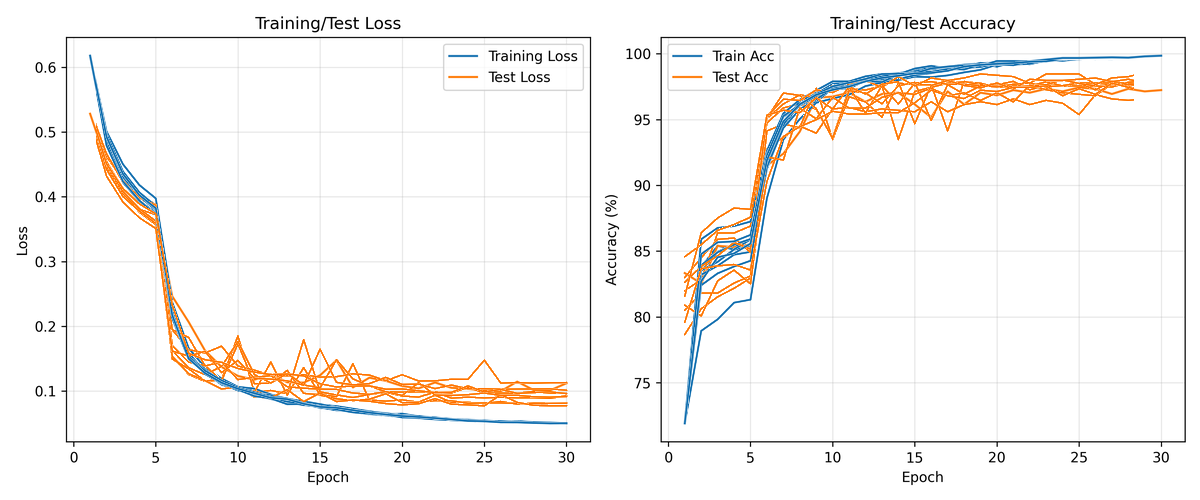 Training/Test Loss
Loss
0.6
0.5
0.4
0.3
0.2
0.1
Training Loss
Test Loss
0 5 10 15 20 25 30
Epoch
Training/Test Accuracy
Accuracy (%)
100
95
90
85
80
75
Train Acc
Test Acc
0 5 10 15 20 25 30
Epoch